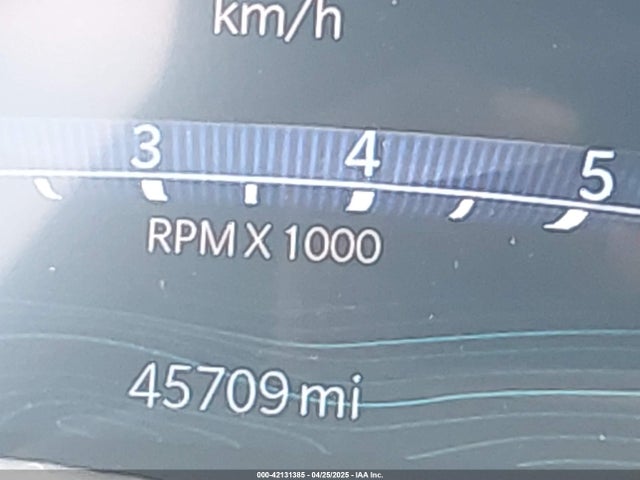 km/h
3 4 5
RPM X 1000
45709 mi
000-42131385 - 04/25/2025 - IAA Inc.